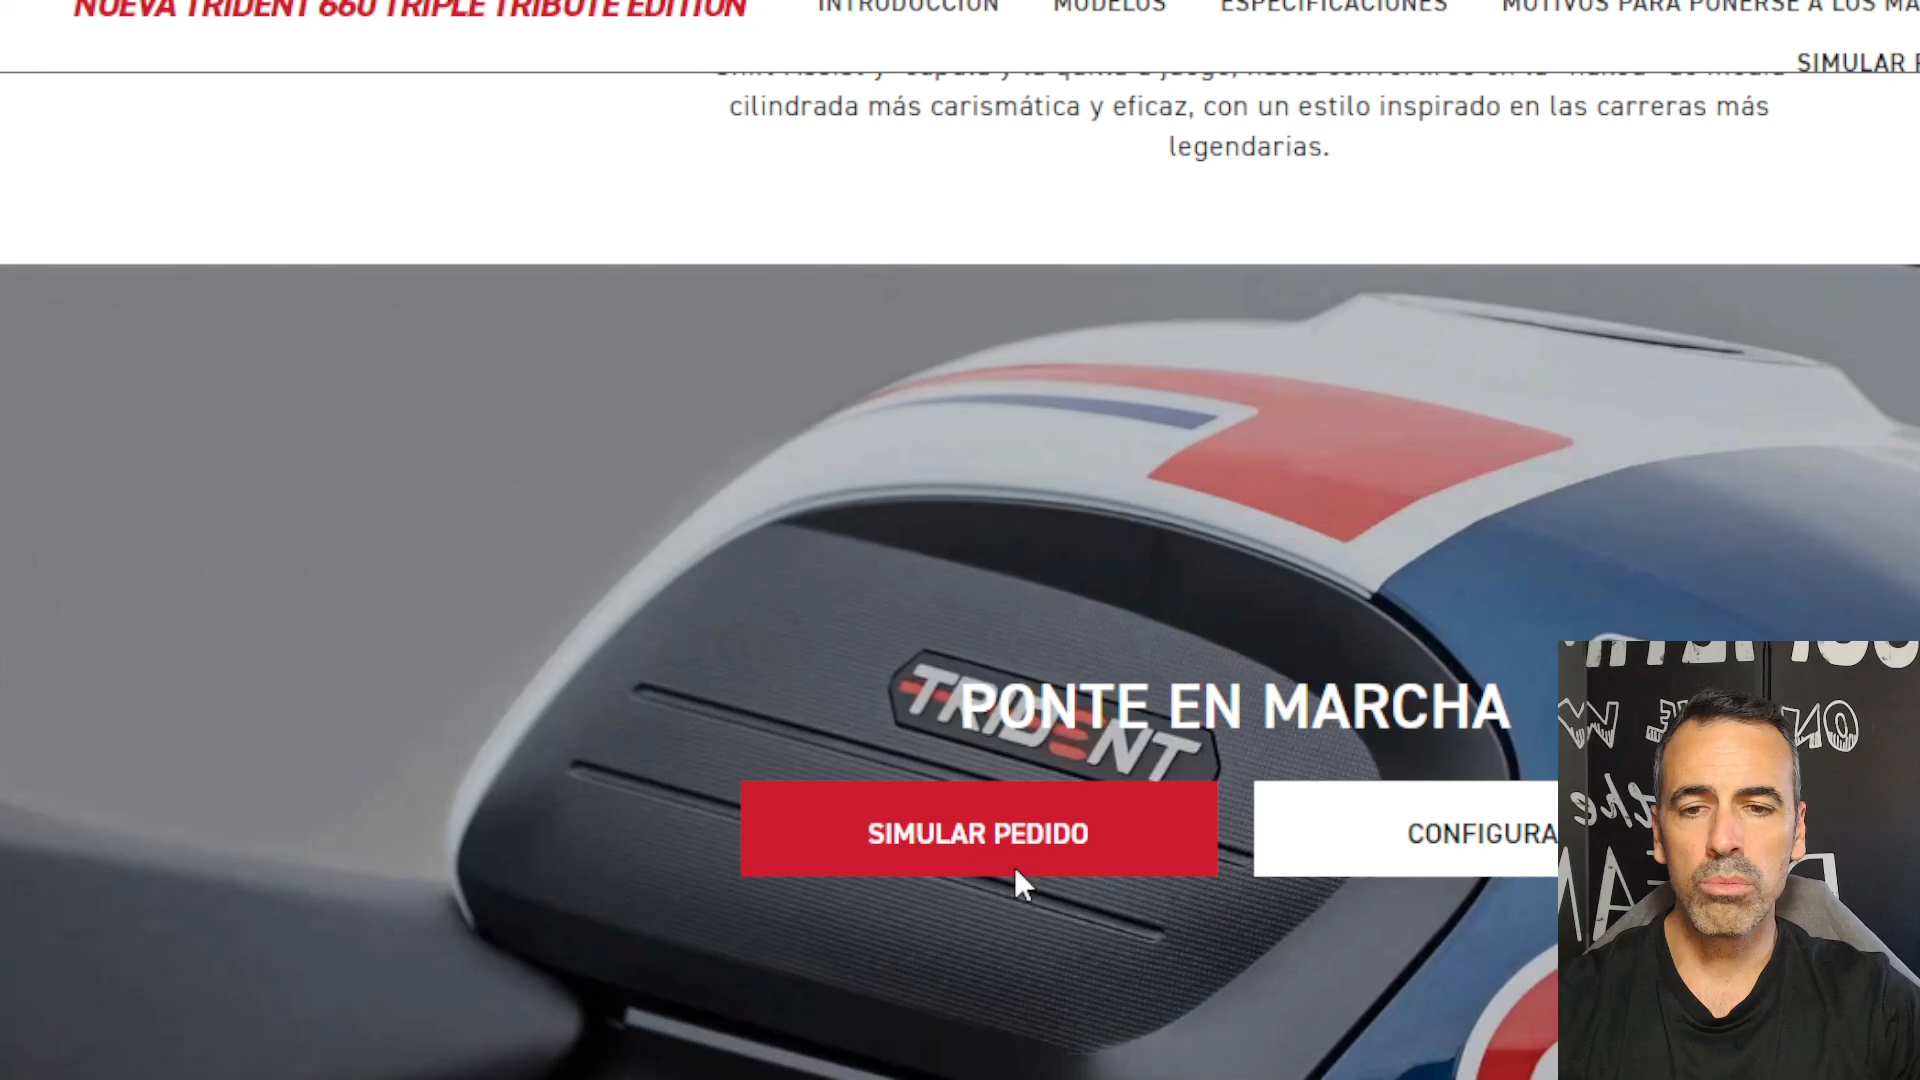 NUEVA TRIDENT 660 TRIPLE TRIBUTE EDITION
INTRODUCCIÓN
MODELOS
ESPECIFICACIONES
MOTIVOS PARA PONERSE A LOS MA
SIMULAR P
cilindrada más carismática y eficaz, con un estilo inspirado en las carreras más
legendarias.
TRIDENT
PONTE EN MARCHA
SIMULAR PEDIDO
CONFIGURA